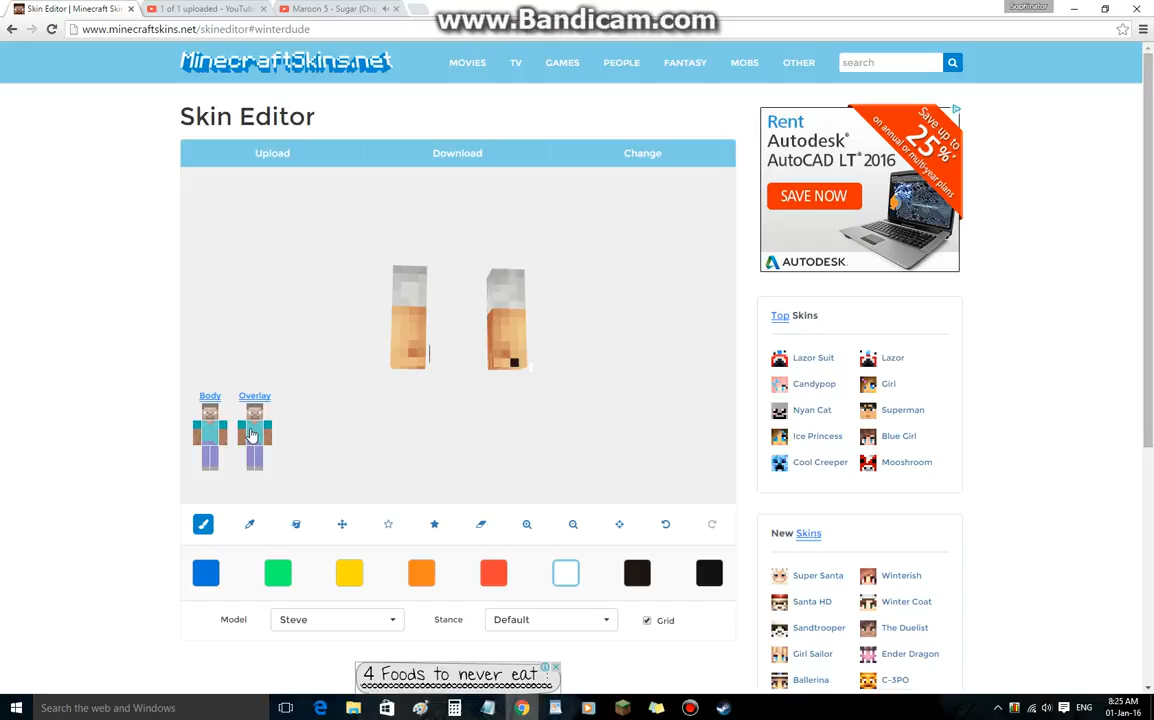 Skin Editor | Minecraft Skin
1 of 1 uploaded - YouTube
Maroon 5 - Sugar (Chip
www.Bandicam.com
Sophinator
www.minecraftskins.net/skineditor#winterdude
MinecraftSkins.net
MOVIES TV GAMES PEOPLE FANTASY MOBS OTHER
search
Skin Editor
Upload Download Change
Body Overlay
Model Steve Stance Default Grid
4 Foods to never eat :
Rent
Autodesk®
AutoCAD LT® 2016
SAVE NOW
Save up to
25%*
on annual or multi-year plans
AUTODESK.
Top Skins
Lazor Suit Lazor
Candypop Girl
Nyan Cat Superman
Ice Princess Blue Girl
Cool Creeper Mooshroom
New Skins
Super Santa Winterish
Santa HD Winter Coat
Sandtrooper The Duelist
Girl Sailor Ender Dragon
Ballerina C-3PO
Search the web and Windows
ENG
8:25 AM
01-Jan-16